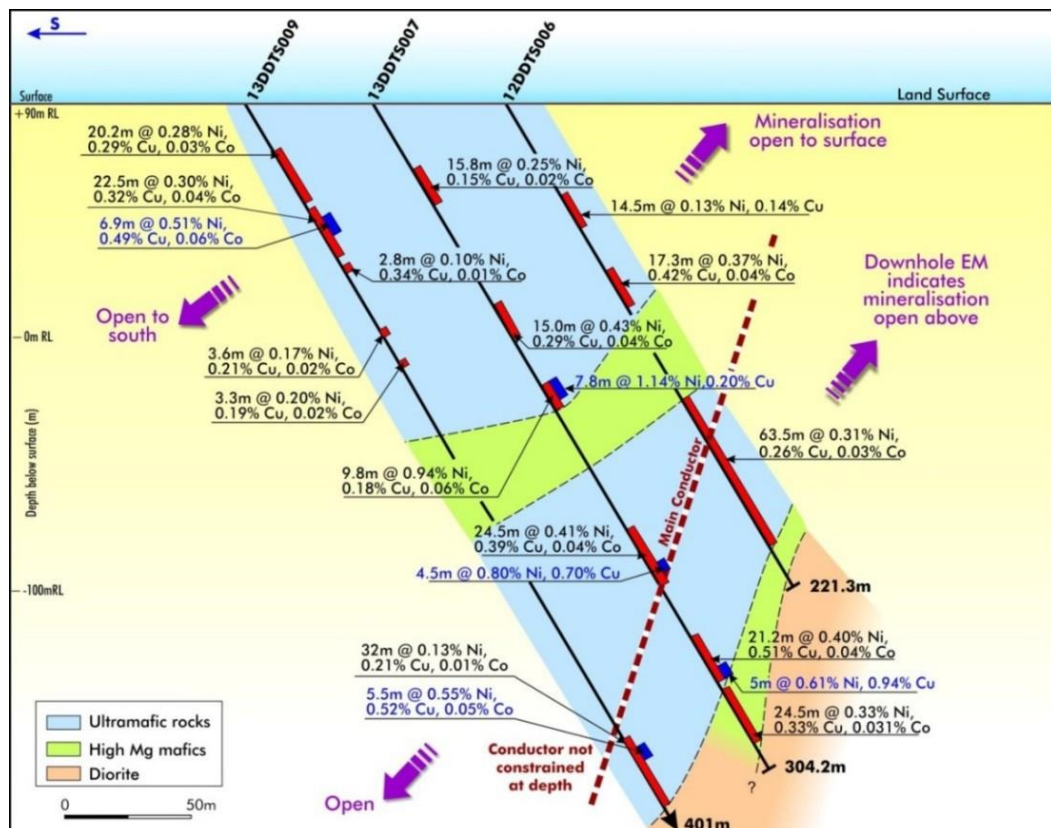 S
13DDTS009
13DDTS007
12DDTS006
Surface
Land Surface
+90m RL
20.2m @ 0.28% Ni,
0.29% Cu, 0.03% Co
22.5m @ 0.30% Ni,
0.32% Cu, 0.04% Co
6.9m @ 0.51% Ni,
0.49% Cu, 0.06% Co
15.8m @ 0.25% Ni,
0.15% Cu, 0.02% Co
Mineralisation
open to surface
14.5m @ 0.13% Ni, 0.14% Cu
2.8m @ 0.10% Ni,
0.34% Cu, 0.01% Co
17.3m @ 0.37% Ni,
0.42% Cu, 0.04% Co
Downhole EM
indicates
mineralisation
open above
Open to
south
0m RL
15.0m @ 0.43% Ni,
0.29% Cu, 0.04% Co
3.6m @ 0.17% Ni,
0.21% Cu, 0.02% Co
7.8m @ 1.14% Ni,0.20% Cu
3.3m @ 0.20% Ni,
0.19% Cu, 0.02% Co
Depth below surface (m)
63.5m @ 0.31% Ni,
0.26% Cu, 0.03% Co
9.8m @ 0.94% Ni,
0.18% Cu, 0.06% Co
Main Conductor
24.5m @ 0.41% Ni,
0.39% Cu, 0.04% Co
4.5m @ 0.80% Ni, 0.70% Cu
-100mRL
221.3m
32m @ 0.13% Ni,
0.21% Cu, 0.01% Co
21.2m @ 0.40% Ni,
0.51% Cu, 0.04% Co
5.5m @ 0.55% Ni,
0.52% Cu, 0.05% Co
5m @ 0.61% Ni, 0.94% Cu
24.5m @ 0.33% Ni,
0.33% Cu, 0.031% Co
Ultramafic rocks
High Mg mafics
Diorite
Conductor not
constrained
at depth
304.2m
?
Open
0 50m
401m